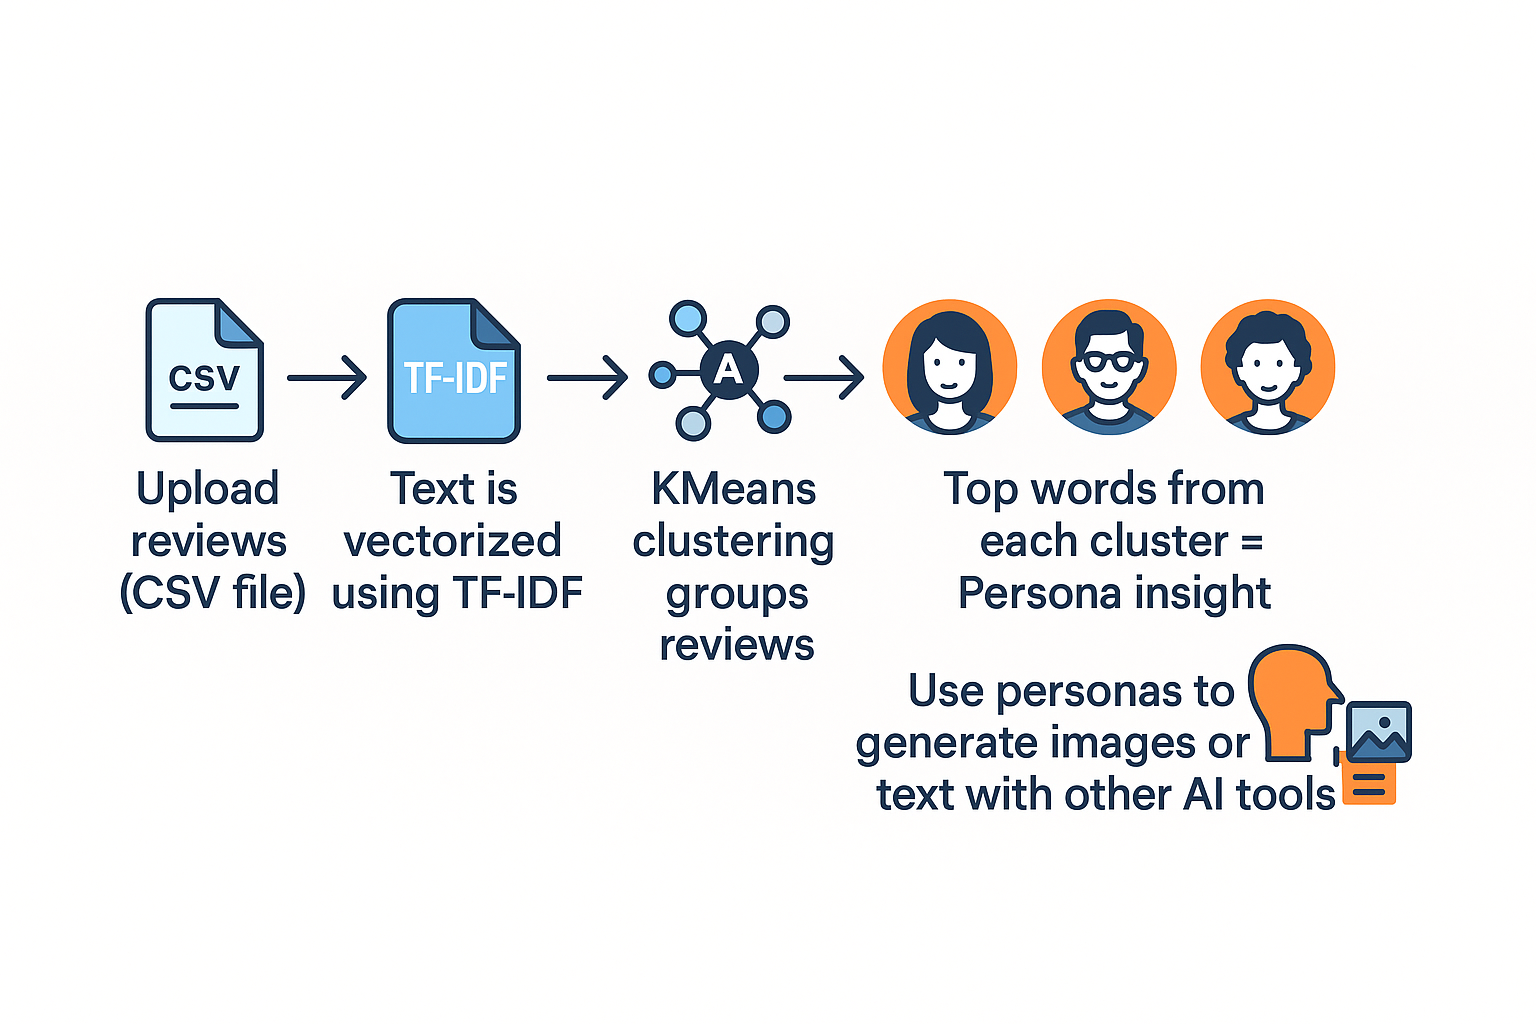 CSV
TF-IDF
A
Upload
reviews
(CSV file)
Text is
vectorized
using TF-IDF
KMeans
clustering
groups
reviews
Top words from
each cluster =
Persona insight
Use personas to
generate images or
text with other AI tools